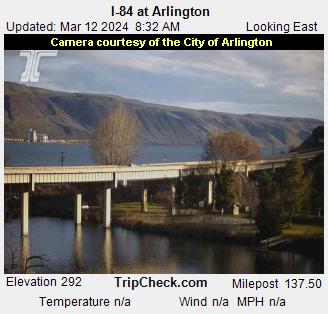 I-84 at Arlington
Updated: Mar 12 2024 8:32 AM Looking East
Camera courtesy of the City of Arlington
Elevation 292 TripCheck.com Milepost 137.50
Temperature n/a Wind n/a MPH n/a